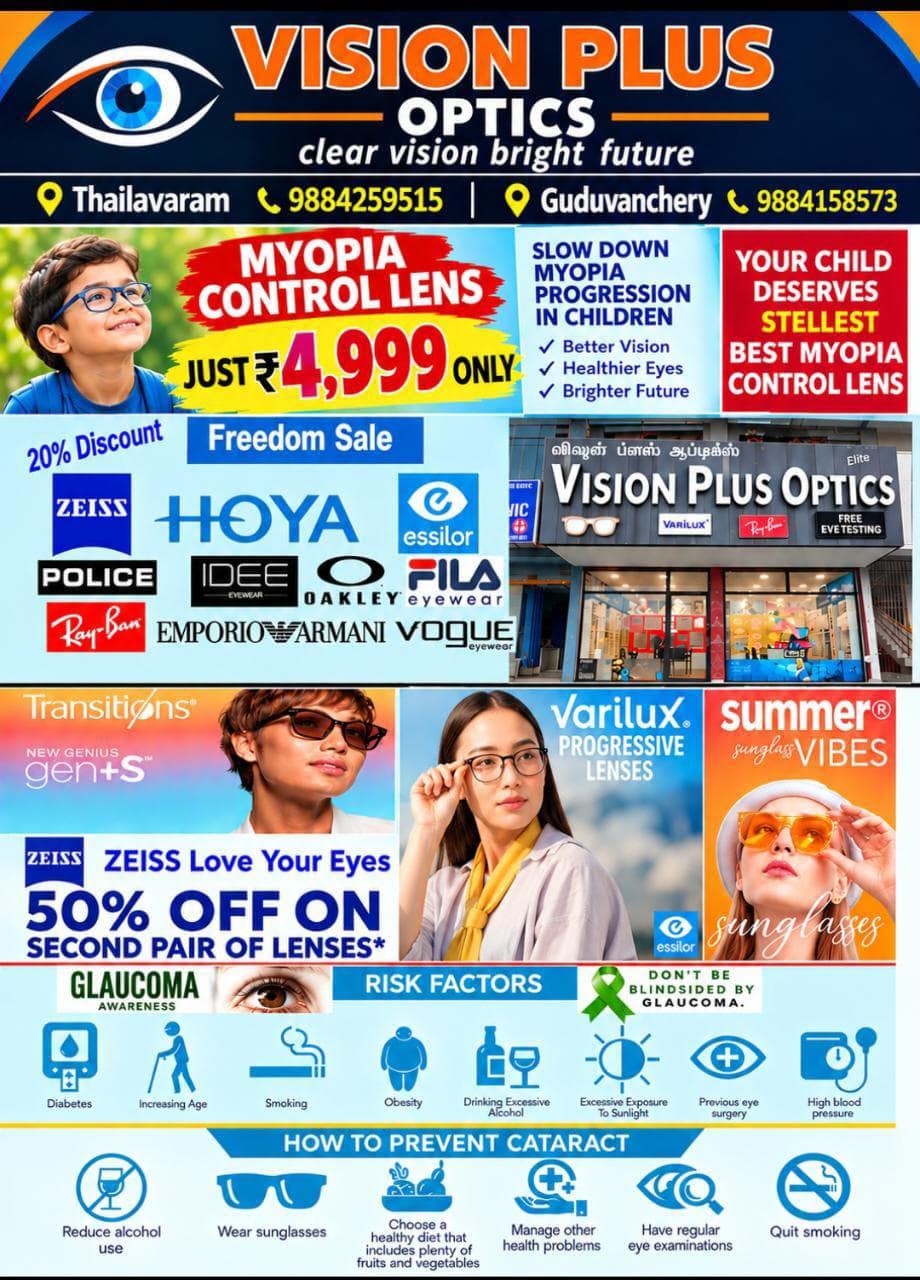 VISION PLUS
OPTICS
clear vision bright future
Thailavaram 9884259515 | Guduvanchery 9884158573
MYOPIA
CONTROL LENS
JUST ₹4,999 ONLY
SLOW DOWN
MYOPIA
PROGRESSION
IN CHILDREN
✓ Better Vision
✓ Healthier Eyes
✓ Brighter Future
YOUR CHILD
DESERVES
STELLEST
BEST MYOPIA
CONTROL LENS
20% Discount
Freedom Sale
ZEISS
HOYA
essilor
POLICE
IDEE
EYEWEAR
OAKLEY
FILA
eyewear
Ray-Ban
EMPORIO ARMANI
VOGUE
eyewear
விஷன் ப்ளஸ் ஆப்டிக்ஸ்
Elite
VISION PLUS OPTICS
VARILUX
Ray-Ban
FREE
EYE TESTING
Transitions®
NEW GENIUS
gen+S™
ZEISS
ZEISS Love Your Eyes
50% OFF ON
SECOND PAIR OF LENSES*
varilux®
PROGRESSIVE
LENSES
essilor
summer®
sunglass VIBES
sunglasses
GLAUCOMA
AWARENESS
RISK FACTORS
DON'T BE
BLINDSIDED BY
GLAUCOMA.
Diabetes
Increasing Age
Smoking
Obesity
Drinking Excessive
Alcohol
Excessive Exposure
To Sunlight
Previous eye
surgery
High blood
pressure
HOW TO PREVENT CATARACT
Reduce alcohol
use
Wear sunglasses
Choose a
healthy diet that
includes plenty of
fruits and vegetables
Manage other
health problems
Have regular
eye examinations
Quit smoking